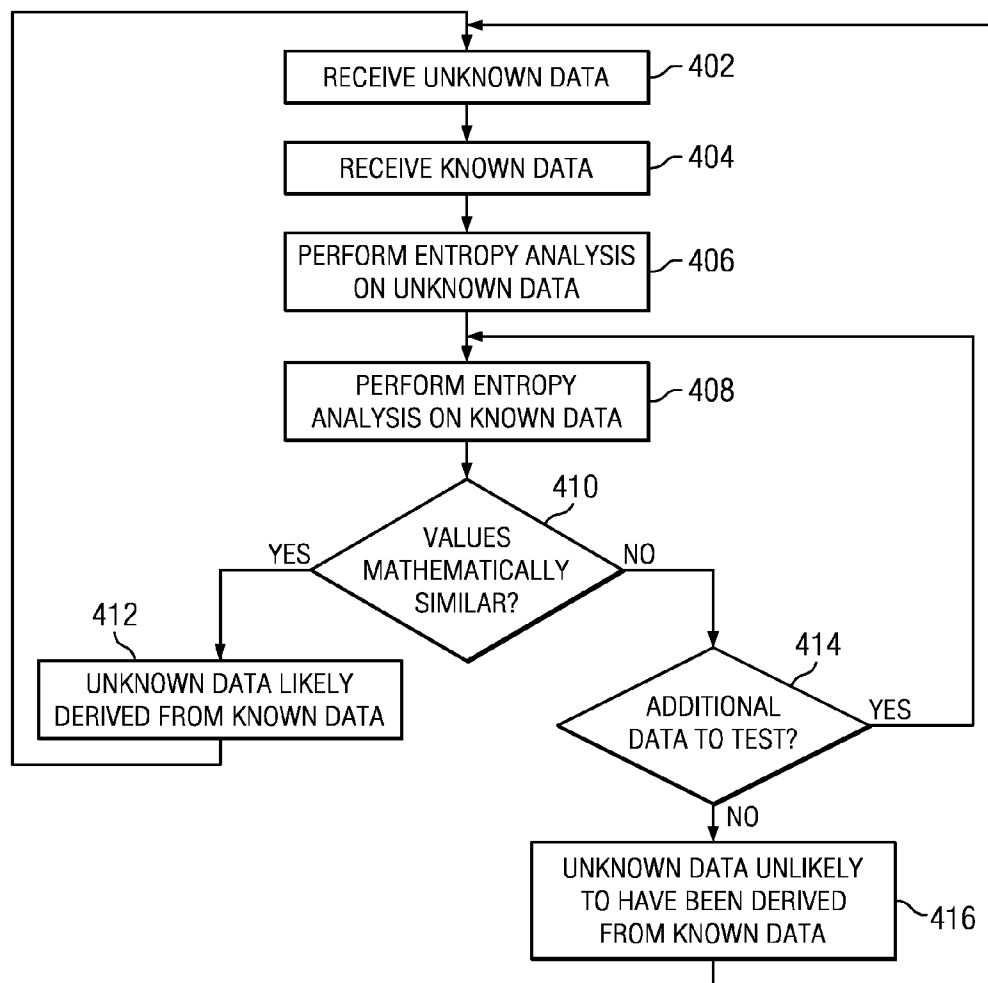 RECEIVE UNKNOWN DATA
402
RECEIVE KNOWN DATA
404
PERFORM ENTROPY ANALYSIS
ON UNKNOWN DATA
406
PERFORM ENTROPY
ANALYSIS ON KNOWN DATA
408
410
YES
VALUES
MATHEMATICALLY
SIMILAR?
NO
412
UNKNOWN DATA LIKELY
DERIVED FROM KNOWN DATA
414
ADDITIONAL
DATA TO TEST?
YES
NO
UNKNOWN DATA UNLIKELY
TO HAVE BEEN DERIVED
FROM KNOWN DATA
416